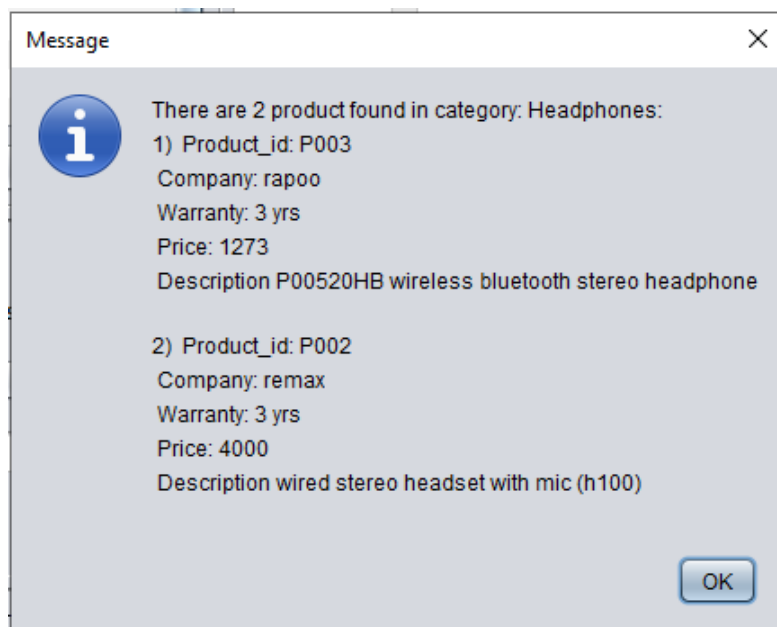 Message
There are 2 product found in category: Headphones:
1) Product_id: P003
Company: rapoo
Warranty: 3 yrs
Price: 1273
Description P00520HB wireless bluetooth stereo headphone
2) Product_id: P002
Company: remax
Warranty: 3 yrs
Price: 4000
Description wired stereo headset with mic (h100)
OK